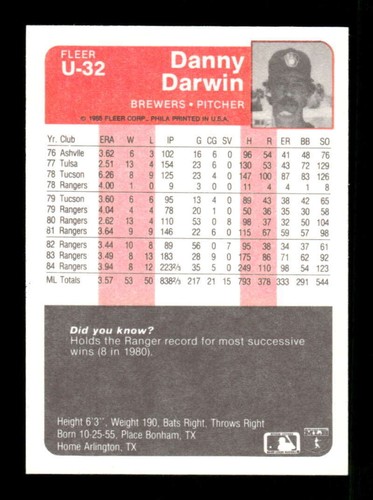 FLEER
U-32
Danny
Darwin
BREWERS • PITCHER
© 1985 FLEER CORP., PHILA PRINTED IN U.S.A.
Yr. Club ERA W L IP G CG SV H R ER BB SO
76 Ashvlle 3.62 6 3 102 16 6 0 96 54 41 48 76
77 Tulsa 2.51 13 4 154 23 6 0 130 53 43 72 129
78 Tucson 6.26 8 9 125 23 4 0 147 100 87 83 126
78 Rangers 4.00 1 0 9 3 1 0 11 4 4 1 8
79 Tucson 3.60 6 6 95 13 4 0 89 43 38 42 65
79 Rangers 4.04 4 4 78 20 1 0 50 36 35 30 58
80 Rangers 2.62 13 4 110 53 0 8 98 37 32 50 104
81 Rangers 3.64 9 9 146 22 6 0 115 67 59 57 98
82 Rangers 3.44 10 8 89 56 0 7 95 38 34 37 61
83 Rangers 3.49 8 13 183 28 9 0 175 86 71 62 92
84 Rangers 3.94 8 12 223 2/3 35 5 0 249 110 98 54 123
ML Totals 3.57 53 50 838 2/3 217 21 15 793 378 333 291 544
Did you know?
Holds the Ranger record for most successive
wins (8 in 1980).
Height 6'3", Weight 190, Bats Right, Throws Right
Born 10-25-55, Place Bonham, TX
Home Arlington, TX